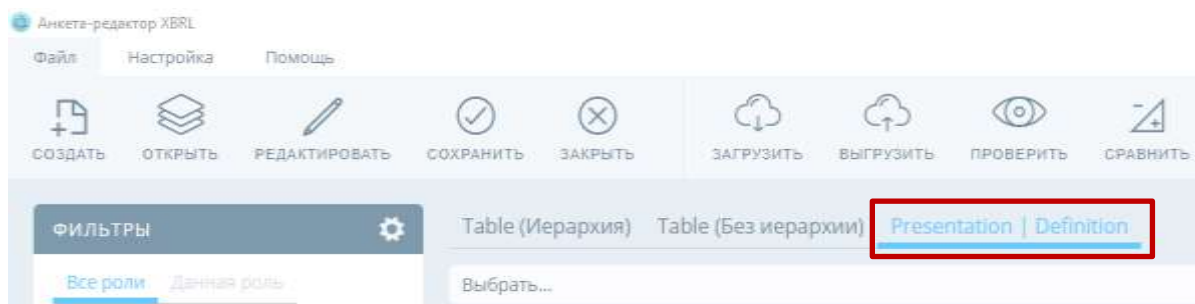 Анкета-редактор XBRL
Файл Настройка Помощь
СОЗДАТЬ ОТКРЫТЬ РЕДАКТИРОВАТЬ СОХРАНИТЬ ЗАКРЫТЬ ЗАГРУЗИТЬ ВЫГРУЗИТЬ ПРОВЕРИТЬ СРАВНИТЬ
ФИЛЬТРЫ Table (Иерархия) Table (Без иерархии) Presentation | Definition
Все роли Данная роль Выбрать...